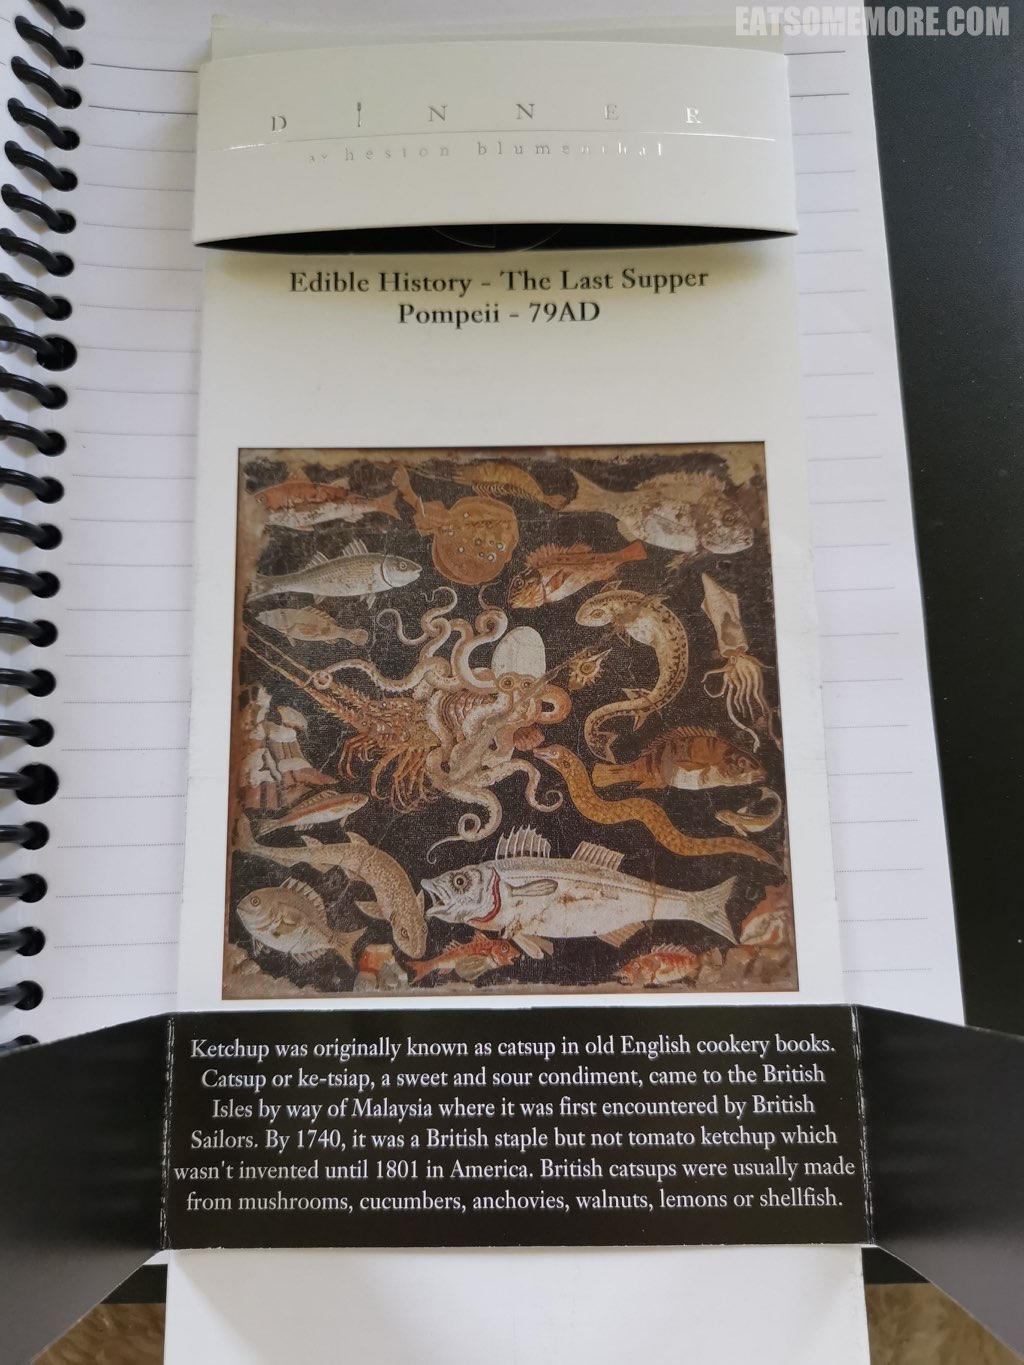 EATSOMEMORE.COM
DINNER
BY heston blumenthal
Edible History - The Last Supper
Pompeii - 79AD
Ketchup was originally known as catsup in old English cookery books.
Catsup or ke-tsiap, a sweet and sour condiment, came to the British
Isles by way of Malaysia where it was first encountered by British
Sailors. By 1740, it was a British staple but not tomato ketchup which
wasn't invented until 1801 in America. British catsups were usually made
from mushrooms, cucumbers, anchovies, walnuts, lemons or shellfish.